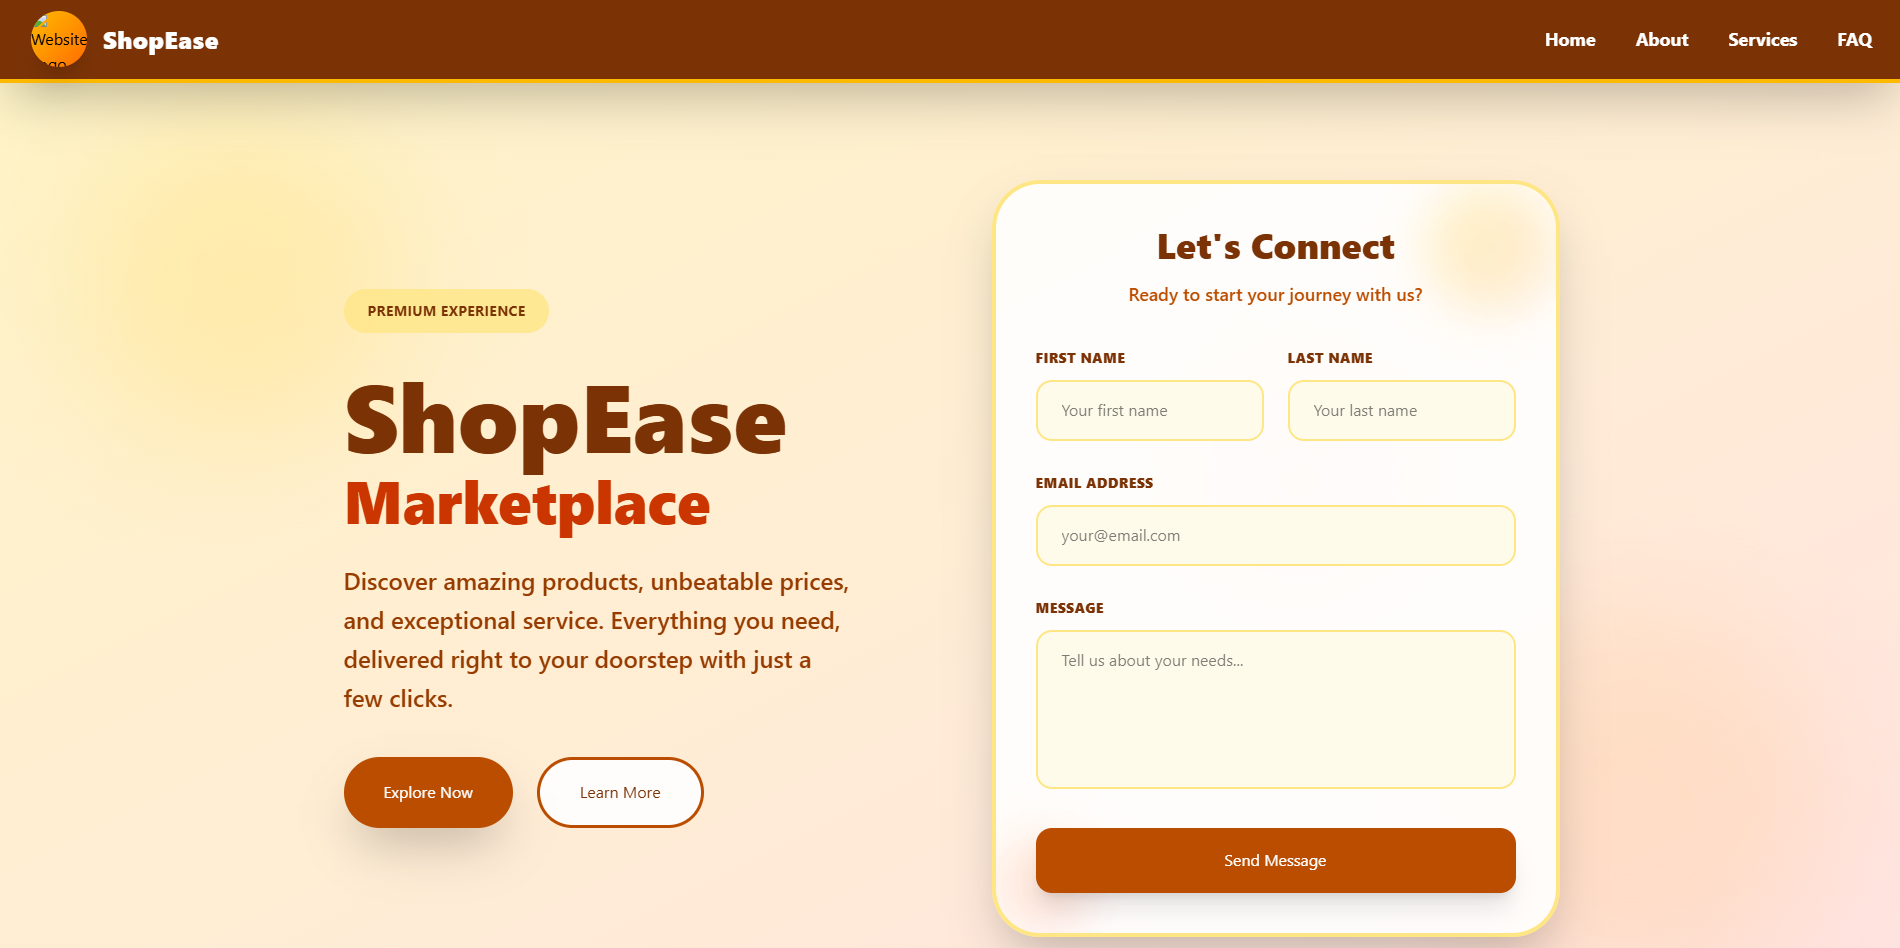 Website
ShopEase
Home
About
Services
FAQ
PREMIUM EXPERIENCE
ShopEase
Marketplace
Discover amazing products, unbeatable prices,
and exceptional service. Everything you need,
delivered right to your doorstep with just a
few clicks.
Explore Now
Learn More
Let's Connect
Ready to start your journey with us?
FIRST NAME
LAST NAME
Your first name
Your last name
EMAIL ADDRESS
your@email.com
MESSAGE
Tell us about your needs...
Send Message